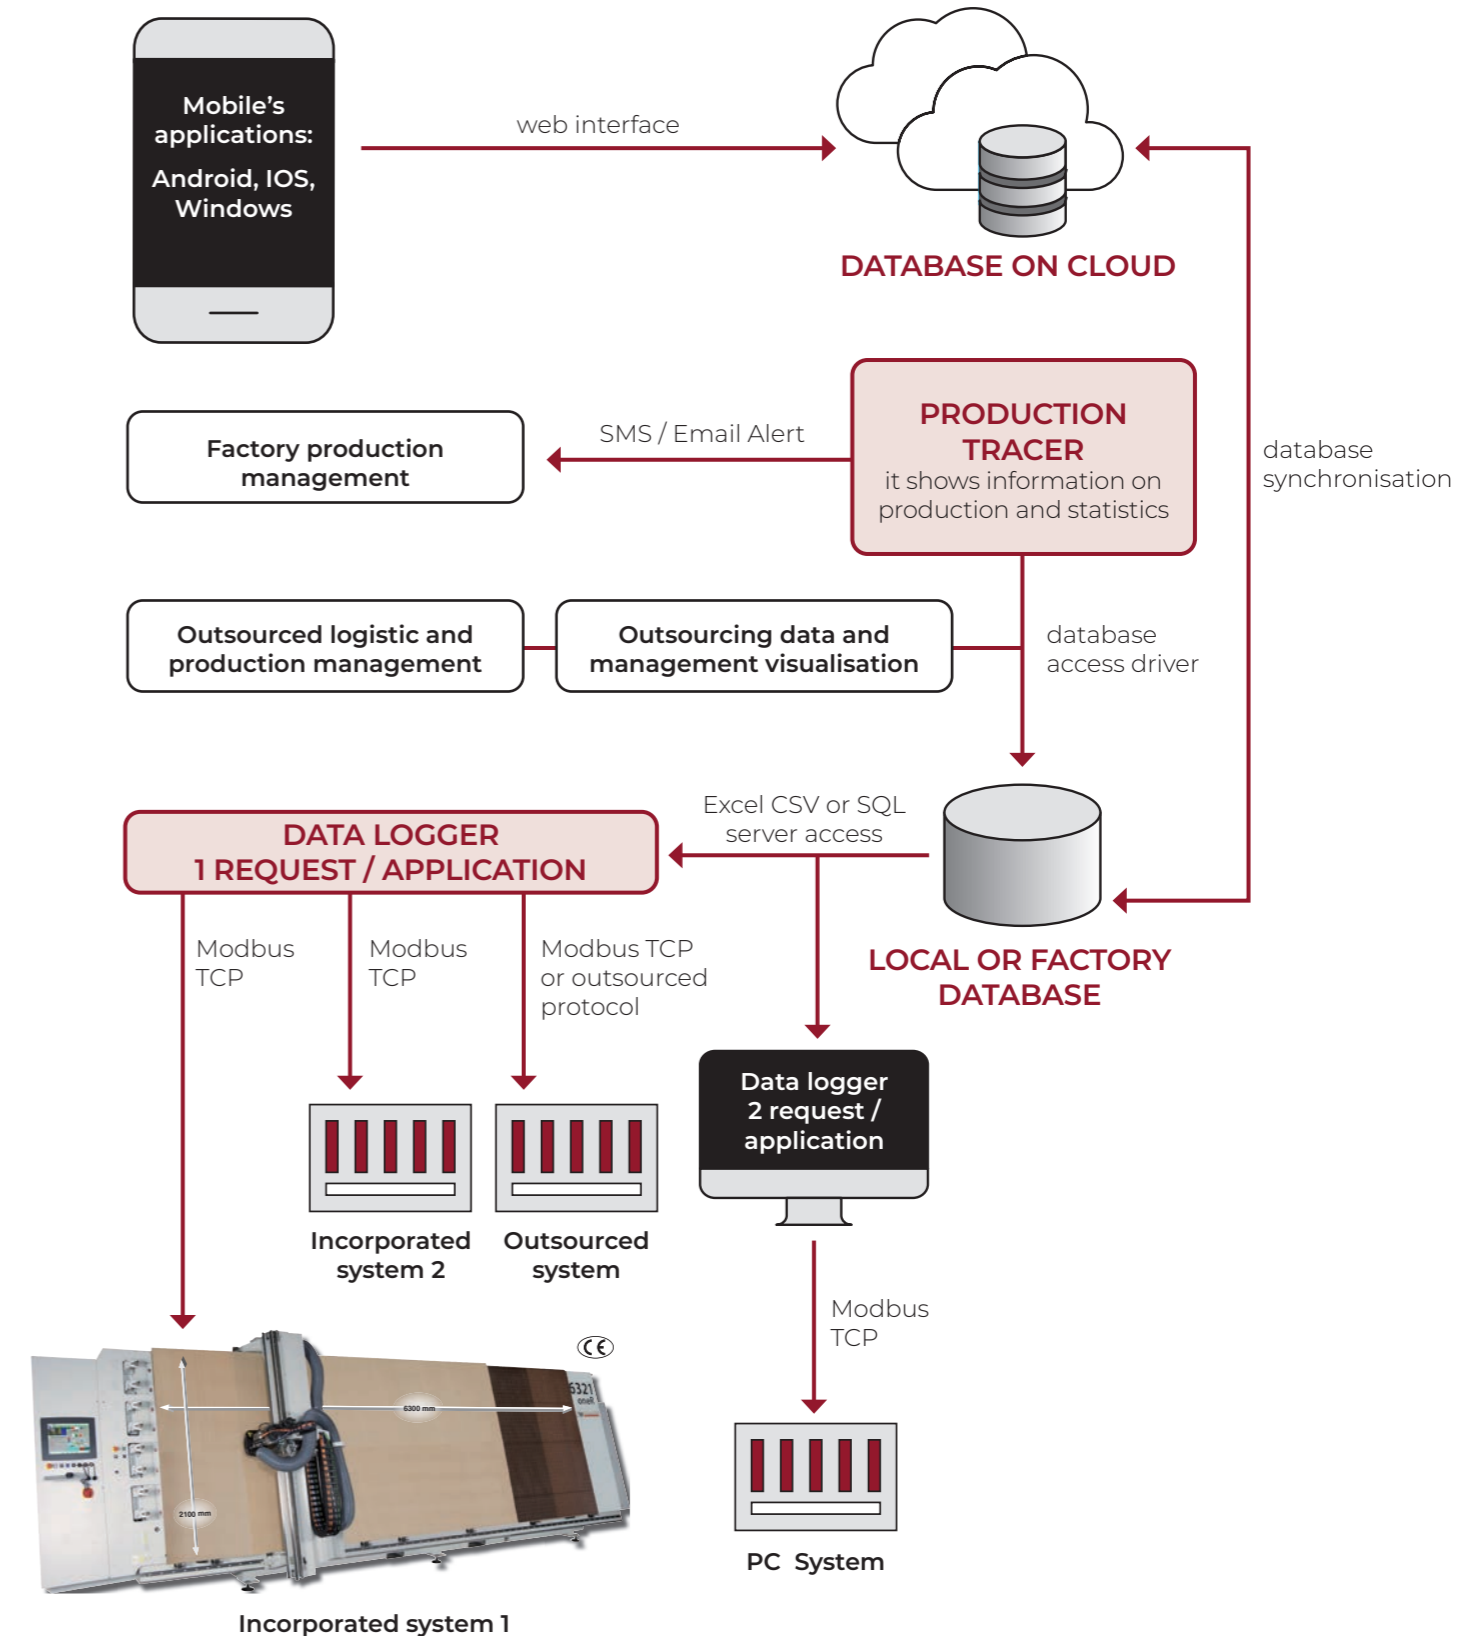 Mobile's
applications:
Android, IOS,
Windows
web interface
DATABASE ON CLOUD
PRODUCTION
TRACER
it shows information on
production and statistics
SMS / Email Alert
Factory production
management
database
synchronisation
Outsourced logistic and
production management
Outsourcing data and
management visualisation
database
access driver
Excel CSV or SQL
server access
DATA LOGGER
1 REQUEST / APPLICATION
LOCAL OR FACTORY
DATABASE
Modbus
TCP
Modbus
TCP
Modbus TCP
or outsourced
protocol
Data logger
2 request /
application
Incorporated
system 2
Outsourced
system
Modbus
TCP
CE
6321
oneR
6300 mm
2100 mm
PC System
Incorporated system 1